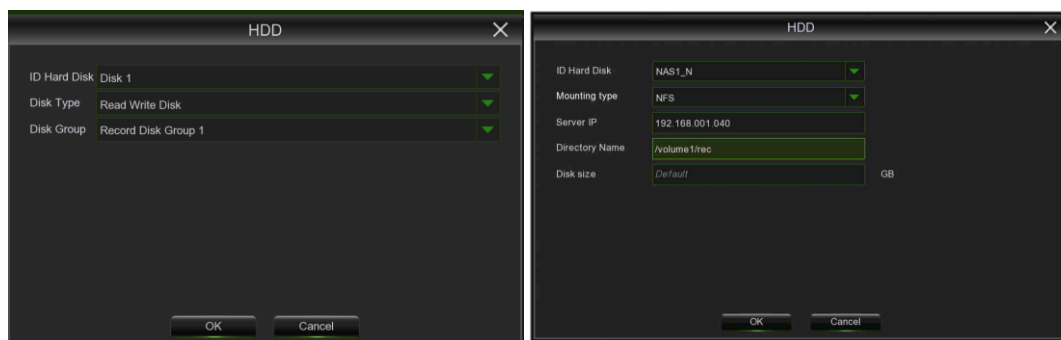 HDD
ID Hard Disk Disk 1
Disk Type Read Write Disk
Disk Group Record Disk Group 1
OK Cancel
HDD
ID Hard Disk NAS1_N
Mounting type NFS
Server IP 192.168.001.040
Directory Name /volume1/rec
Disk size Default GB
OK Cancel